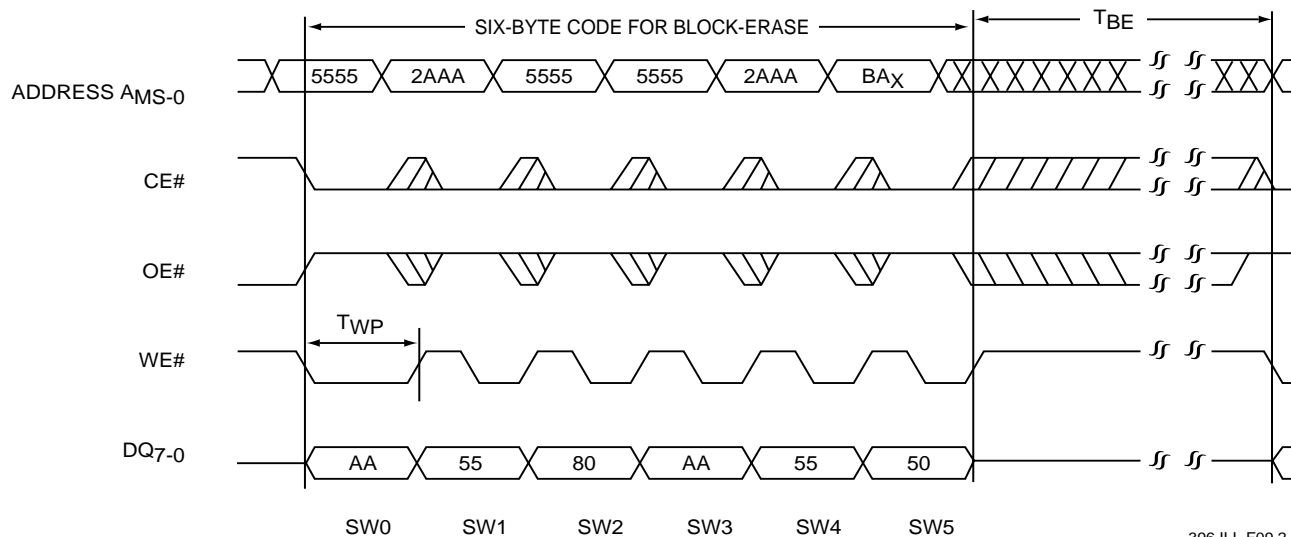 SIX-BYTE CODE FOR BLOCK-ERASE
TBE
ADDRESS AMS-0
5555 2AAA 5555 5555 2AAA BAX
CE#
OE#
TWP
WE#
DQ7-0
AA 55 80 AA 55 50
SW0 SW1 SW2 SW3 SW4 SW5